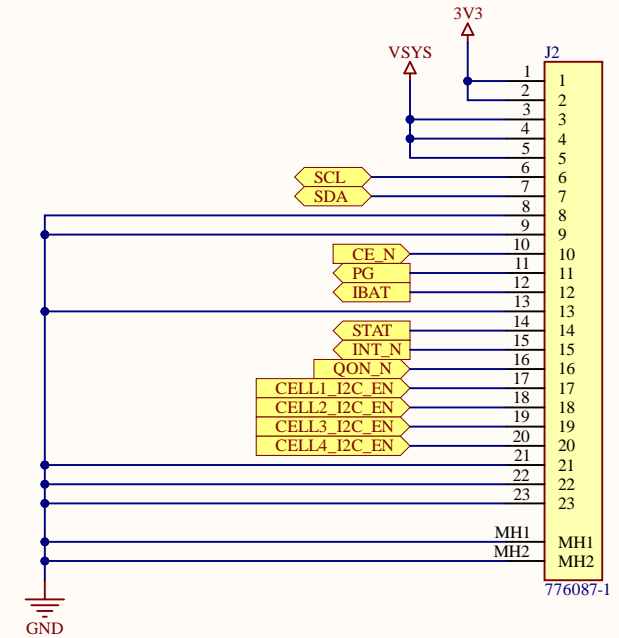 3V3
VSYS
J2
1 1
2 2
3 3
4 4
5 5
SCL 6 6
SDA 7 7
8 8
9 9
CE_N 10 10
PG 11 11
IBAT 12 12
13 13
STAT 14 14
INT_N 15 15
QON_N 16 16
CELL1_I2C_EN 17 17
CELL2_I2C_EN 18 18
CELL3_I2C_EN 19 19
CELL4_I2C_EN 20 20
21 21
22 22
23 23
MH1 MH1
MH2 MH2
776087-1
GND